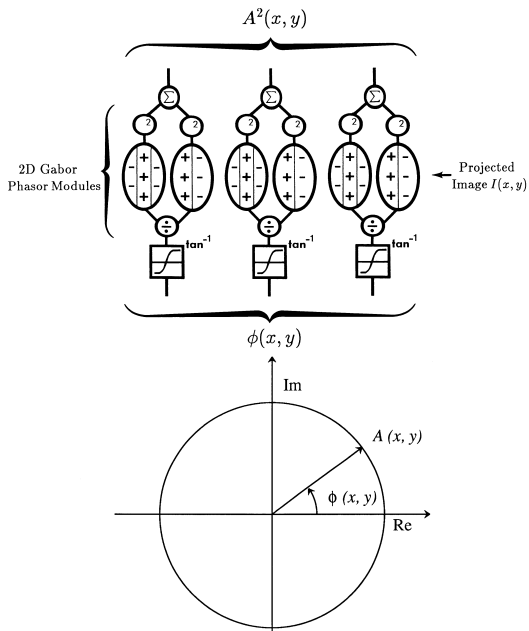 A²(x, y)
Σ Σ Σ
2 2 2 2 2 2
2D Gabor
Phasor Modules
+ - + - + -
- + - + - + - + - + - +
+ - + - + -
- + - + - + - + - + - +
+ - + - + -
Projected
Image I(x, y)
÷ ÷ ÷
tan⁻¹ tan⁻¹ tan⁻¹
ϕ(x, y)
Im
A (x, y)
ϕ (x, y)
Re